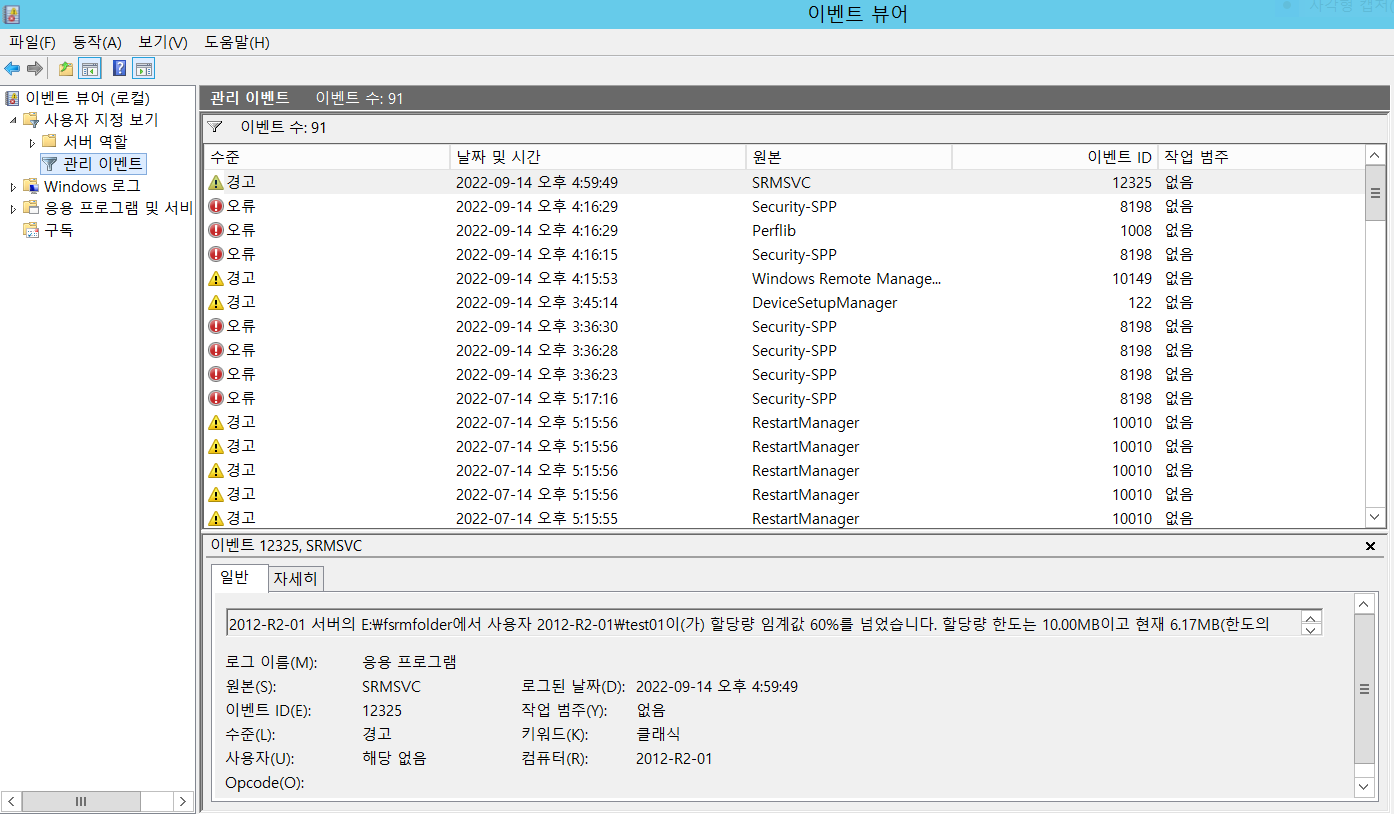 이벤트 뷰어
파일(F) 동작(A) 보기(V) 도움말(H)
이벤트 뷰어 (로컬)
사용자 지정 보기
서버 역할
관리 이벤트
Windows 로그
응용 프로그램 및 서비
구독
관리 이벤트 이벤트 수: 91
이벤트 수: 91
수준 날짜 및 시간 원본 이벤트 ID 작업 범주
경고 2022-09-14 오후 4:59:49 SRMSVC 12325 없음
오류 2022-09-14 오후 4:16:29 Security-SPP 8198 없음
오류 2022-09-14 오후 4:16:29 Perflib 1008 없음
오류 2022-09-14 오후 4:16:15 Security-SPP 8198 없음
경고 2022-09-14 오후 4:15:53 Windows Remote Manage... 10149 없음
경고 2022-09-14 오후 3:45:14 DeviceSetupManager 122 없음
오류 2022-09-14 오후 3:36:30 Security-SPP 8198 없음
오류 2022-09-14 오후 3:36:28 Security-SPP 8198 없음
오류 2022-09-14 오후 3:36:23 Security-SPP 8198 없음
오류 2022-07-14 오후 5:17:16 Security-SPP 8198 없음
경고 2022-07-14 오후 5:15:56 RestartManager 10010 없음
경고 2022-07-14 오후 5:15:56 RestartManager 10010 없음
경고 2022-07-14 오후 5:15:56 RestartManager 10010 없음
경고 2022-07-14 오후 5:15:56 RestartManager 10010 없음
경고 2022-07-14 오후 5:15:55 RestartManager 10010 없음
이벤트 12325, SRMSVC
일반 자세히
2012-R2-01 서버의 E:₩fsrmfolder에서 사용자 2012-R2-01₩test01이(가) 할당량 임계값 60%를 넘었습니다. 할당량 한도는 10.00MB이고 현재 6.17MB(한도의
로그 이름(M): 응용 프로그램
원본(S): SRMSVC 로그된 날짜(D): 2022-09-14 오후 4:59:49
이벤트 ID(E): 12325 작업 범주(Y): 없음
수준(L): 경고 키워드(K): 클래식
사용자(U): 해당 없음 컴퓨터(R): 2012-R2-01
Opcode(O):